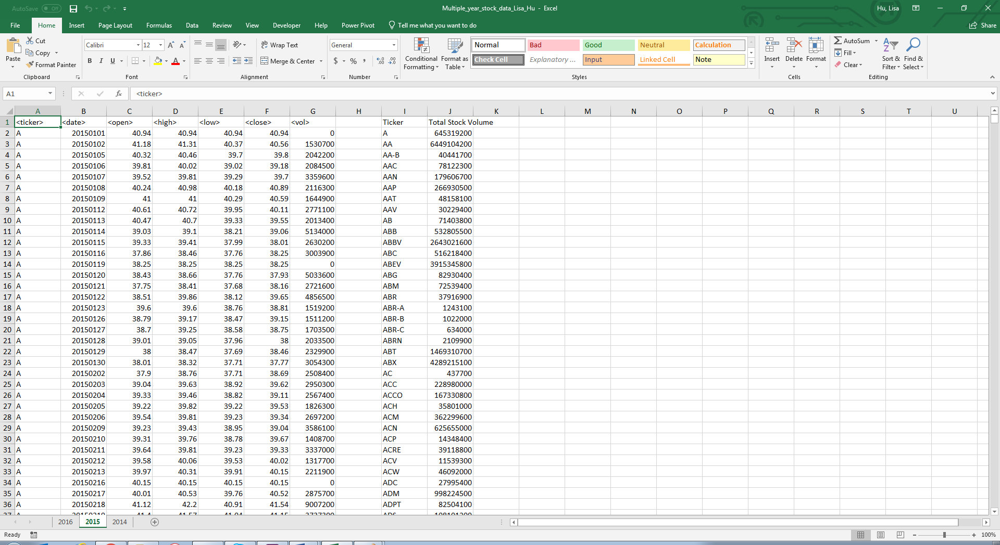 AutoSave Off Multiple_year_stock_data_Lisa_Hu - Excel Hu, Lisa
File Home Insert Page Layout Formulas Data Review View Developer Help Power Pivot Tell me what you want to do Share
Paste Cut Copy Format Painter Clipboard
Calibri 12 A A B I U A Font
Wrap Text Merge & Center Alignment
General $ % , Number
Conditional Formatting Format as Table
Normal Bad Good Neutral Calculation
Check Cell Explanatory ... Input Linked Cell Note
Styles
Insert Delete Format Cells
AutoSum Fill Clear Sort & Filter Find & Select Editing
A1 fx <ticker>
A B C D E F G H I J K L M N O P Q R S T U
1 <ticker> <date> <open> <high> <low> <close> <vol> Ticker Total Stock Volume
2 A 20150101 40.94 40.94 40.94 40.94 0 A 645319200
3 A 20150102 41.18 41.31 40.37 40.56 1530700 AA 6449104200
4 A 20150105 40.32 40.46 39.7 39.8 2042200 AA-B 40441700
5 A 20150106 39.81 40.02 39.02 39.18 2084500 AAC 78122300
6 A 20150107 39.52 39.81 39.29 39.7 3359600 AAN 179606700
7 A 20150108 40.24 40.98 40.18 40.89 2116300 AAP 266930500
8 A 20150109 41 41 40.29 40.59 1644900 AAT 48158100
9 A 20150112 40.61 40.72 39.95 40.11 2771100 AAV 30229400
10 A 20150113 40.47 40.7 39.33 39.55 2013400 AB 71403800
11 A 20150114 39.03 39.1 38.21 39.06 5134000 ABB 532805500
12 A 20150115 39.33 39.41 37.99 38.01 2630200 ABBV 2643021600
13 A 20150116 37.86 38.46 37.76 38.25 3003900 ABC 516218400
14 A 20150119 38.25 38.25 38.25 38.25 0 ABEV 3915345800
15 A 20150120 38.43 38.66 37.76 37.93 5033600 ABG 82930400
16 A 20150121 37.75 38.41 37.68 38.16 2721600 ABM 72539400
17 A 20150122 38.51 39.86 38.12 39.65 4856500 ABR 37916900
18 A 20150123 39.6 39.6 38.76 38.81 1519200 ABR-A 1243100
19 A 20150126 38.79 39.17 38.47 39.15 1511200 ABR-B 1022000
20 A 20150127 38.7 39.25 38.58 38.75 1703500 ABR-C 634000
21 A 20150128 39.01 39.05 37.96 38 2033500 ABRN 2109900
22 A 20150129 38 38.47 37.69 38.46 2329900 ABT 1469310700
23 A 20150130 38.01 38.32 37.71 37.77 3054300 ABX 4289215100
24 A 20150202 37.9 38.76 37.71 38.69 2508400 AC 437700
25 A 20150203 39.04 39.63 38.92 39.62 2950300 ACC 228980000
26 A 20150204 39.33 39.46 38.82 39.11 2567400 ACCO 167330800
27 A 20150205 39.22 39.82 39.22 39.53 1826300 ACH 35801000
28 A 20150206 39.54 39.81 39.23 39.34 2697200 ACM 362299600
29 A 20150209 39.23 39.43 38.95 39.04 3586100 ACN 625655000
30 A 20150210 39.31 39.76 38.78 39.67 1408700 ACP 14348400
31 A 20150211 39.64 39.81 39.23 39.33 3337000 ACRE 39118800
32 A 20150212 39.58 40.06 39.53 40.02 1317700 ACV 11539300
33 A 20150213 39.97 40.31 39.91 40.15 2211900 ACW 46092000
34 A 20150216 40.15 40.15 40.15 40.15 0 ADC 27995400
35 A 20150217 40.01 40.53 39.76 40.52 2875700 ADM 998224500
36 A 20150218 41.12 42.2 40.91 41.54 9007200 ADPT 82504100
2016 2015 2014
Ready 100%